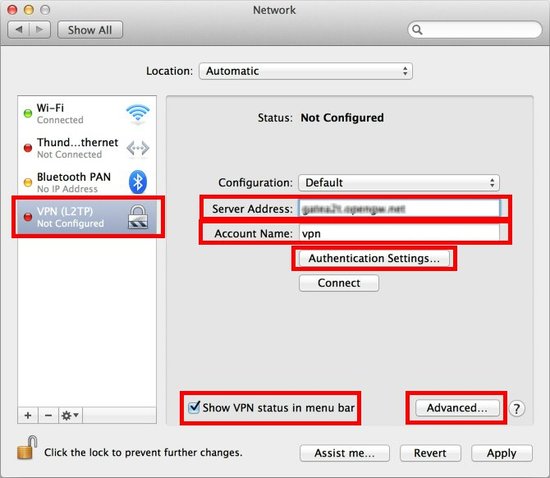 Network
Show All
Location: Automatic
Wi-Fi
Connected
Thund...thernet
Not Connected
Bluetooth PAN
No IP Address
VPN (L2TP)
Not Configured
Status: Not Configured
Configuration: Default
Server Address:
Account Name: vpn
Authentication Settings...
Connect
Show VPN status in menu bar
Advanced...
?
Click the lock to prevent further changes.
Assist me...
Revert
Apply